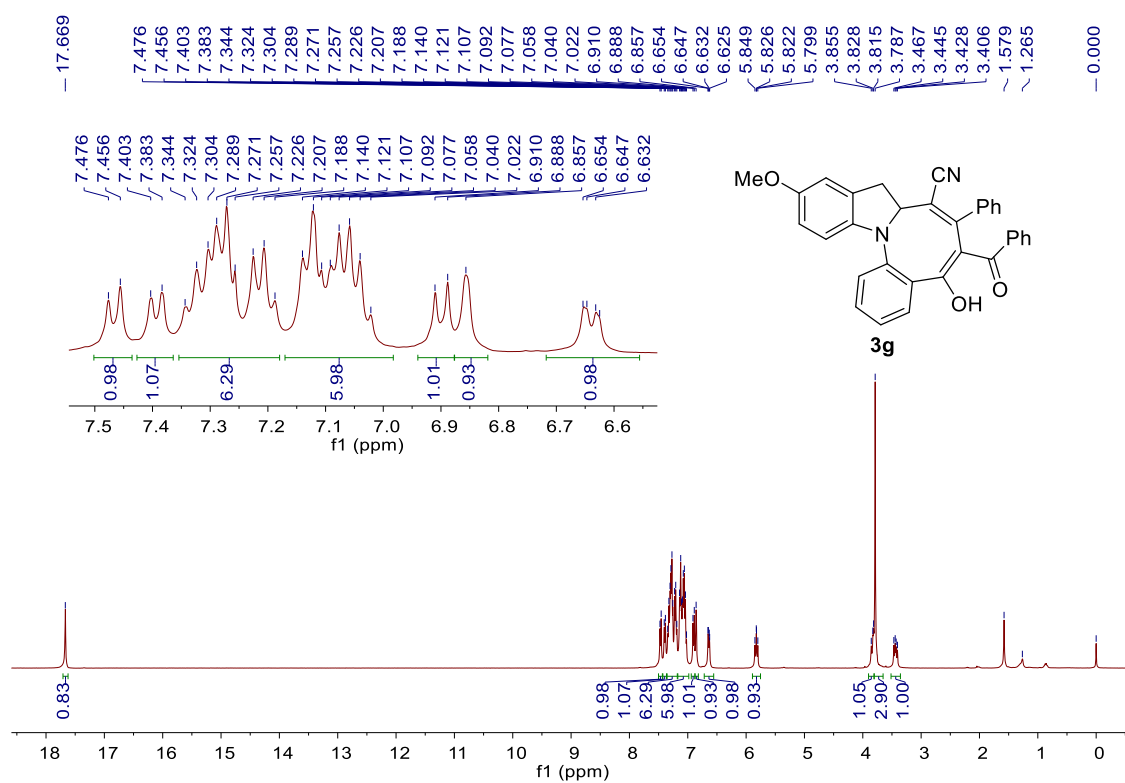 17.669 7.476 7.456 7.403 7.383 7.344 7.324 7.304 7.289 7.271 7.257 7.226 7.207 7.188 7.140 7.121 7.107 7.092 7.077 7.058 7.040 7.022 6.910 6.888 6.857 6.654 6.647 6.632 6.625 5.849 5.826 5.822 5.799 3.855 3.828 3.815 3.787 3.467 3.445 3.428 3.406 1.579 1.265 0.000
7.476 7.456 7.403 7.383 7.344 7.324 7.304 7.289 7.271 7.257 7.226 7.207 7.188 7.140 7.121 7.107 7.092 7.077 7.058 7.040 7.022 6.910 6.888 6.857 6.654 6.647 6.632
MeO CN Ph
N Ph
OH O
3g
0.98 1.07 6.29 5.98 1.01 0.93 0.98
7.5 7.4 7.3 7.2 7.1 7.0 6.9 6.8 6.7 6.6
f1 (ppm)
0.83 0.98 1.07 6.29 5.98 1.01 0.93 0.98 0.93 1.05 2.90 1.00
18 17 16 15 14 13 12 11 10 9 8 7 6 5 4 3 2 1 0
f1 (ppm)